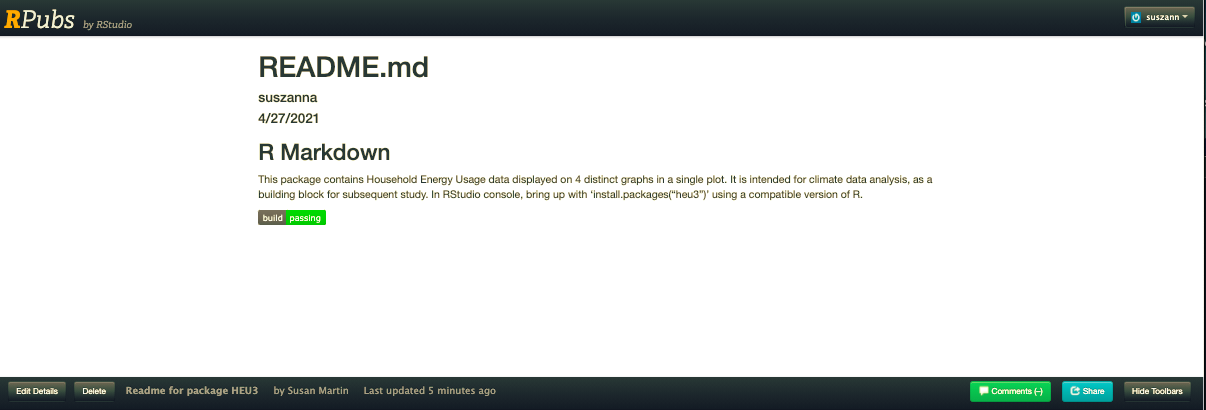 RPubs by RStudio
suszann
README.md
suszanna
4/27/2021
R Markdown
This package contains Household Energy Usage data displayed on 4 distinct graphs in a single plot. It is intended for climate data analysis, as a
building block for subsequent study. In RStudio console, bring up with ‘install.packages(“heu3”)’ using a compatible version of R.
build passing
Edit Details Delete Readme for package HEU3 by Susan Martin Last updated 5 minutes ago Comments (–) Share Hide Toolbars